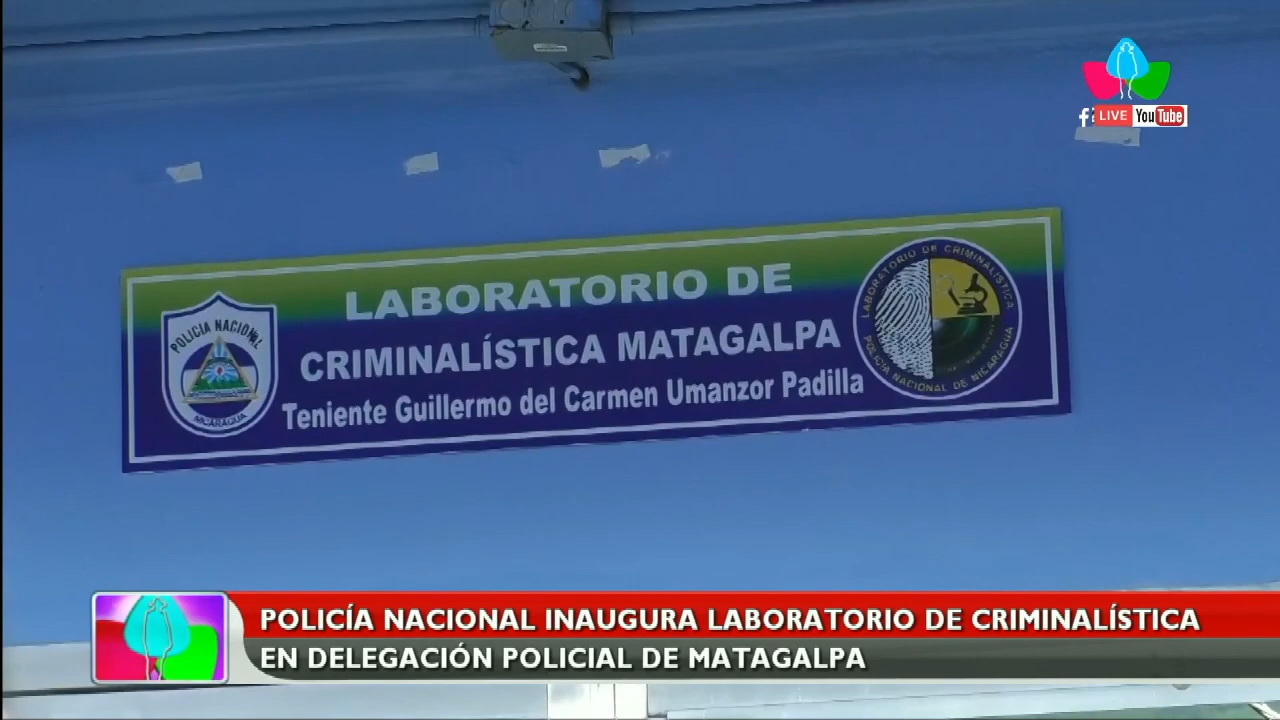 f LIVE YouTube
LABORATORIO DE
CRIMINALÍSTICA MATAGALPA
Teniente Guillermo del Carmen Umanzor Padilla
POLICIA NACIONAL
NICARAGUA
LABORATORIO DE CRIMINALÍSTICA
POLICÍA NACIONAL DE NICARAGUA
POLICÍA NACIONAL INAUGURA LABORATORIO DE CRIMINALÍSTICA
EN DELEGACIÓN POLICIAL DE MATAGALPA